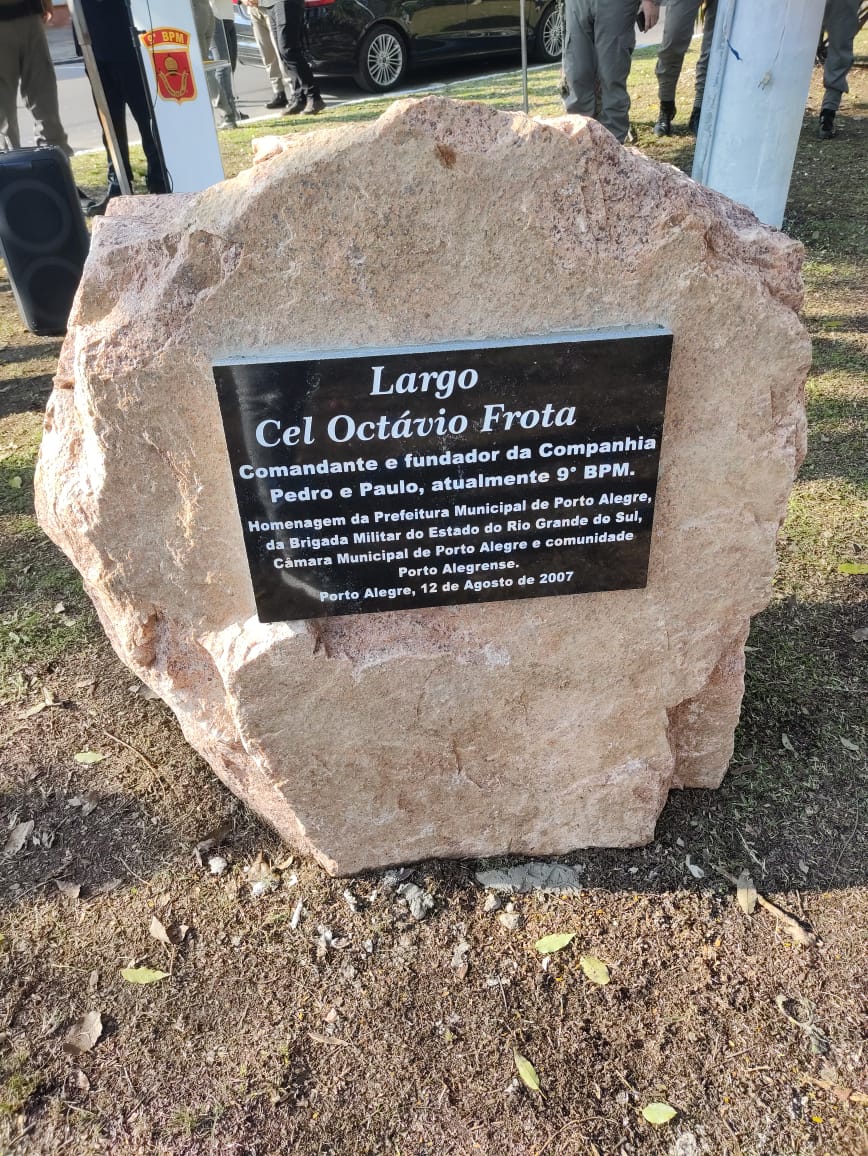 9° BPM
Largo
Cel Octávio Frota
Comandante e fundador da Companhia
Pedro e Paulo, atualmente 9° BPM.
Homenagem da Prefeitura Municipal de Porto Alegre,
da Brigada Militar do Estado do Rio Grande do Sul,
Câmara Municipal de Porto Alegre e comunidade
Porto Alegrense.
Porto Alegre, 12 de Agosto de 2007